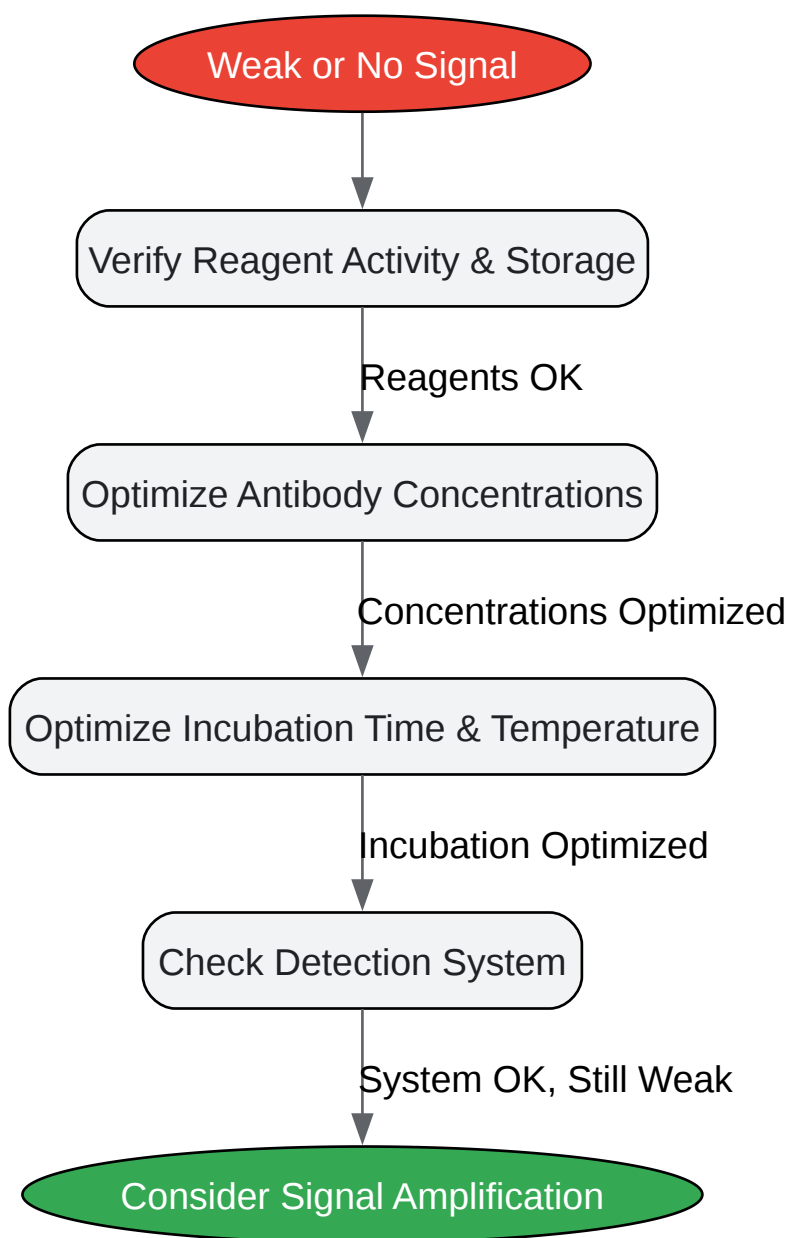 Weak or No Signal
Verify Reagent Activity & Storage
Reagents OK
Optimize Antibody Concentrations
Concentrations Optimized
Optimize Incubation Time & Temperature
Incubation Optimized
Check Detection System
System OK, Still Weak
Consider Signal Amplification